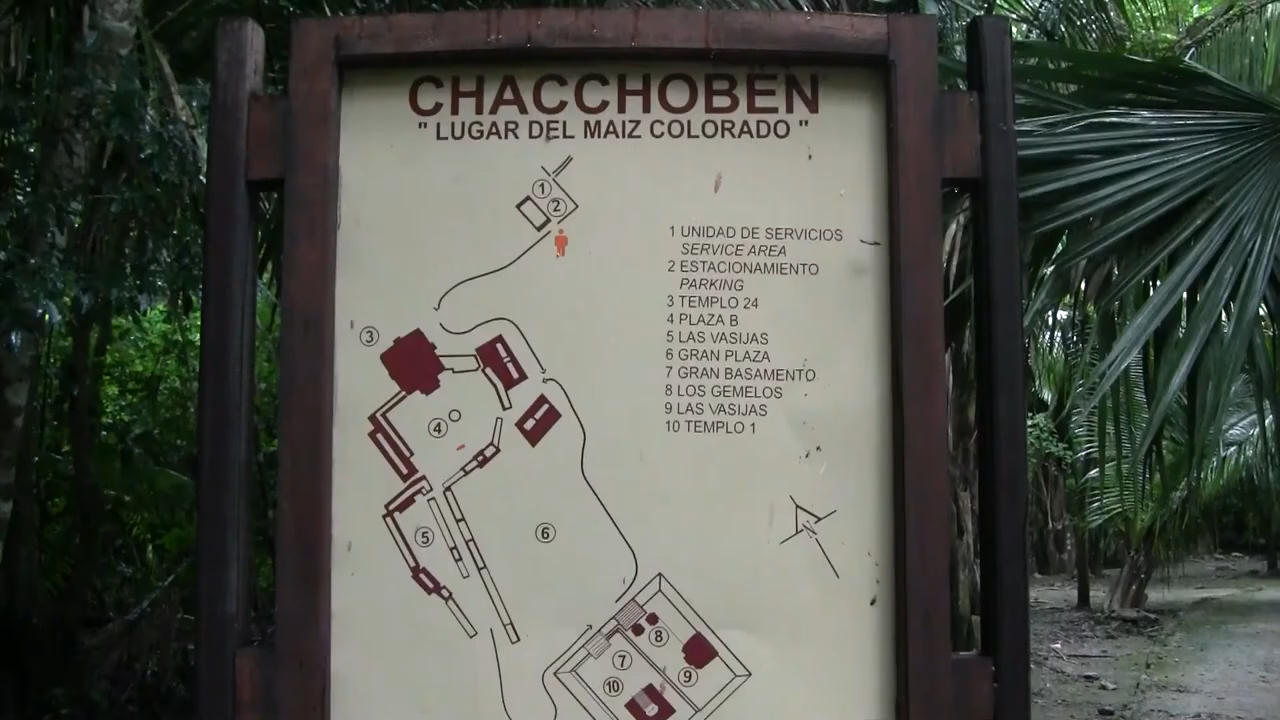 CHACCHOBEN
" LUGAR DEL MAIZ COLORADO "
1
2
1 UNIDAD DE SERVICIOS
SERVICE AREA
2 ESTACIONAMIENTO
PARKING
3 TEMPLO 24
4 PLAZA B
5 LAS VASIJAS
6 GRAN PLAZA
7 GRAN BASAMENTO
8 LOS GEMELOS
9 LAS VASIJAS
10 TEMPLO 1
3
4
5
6
8
7
9
10